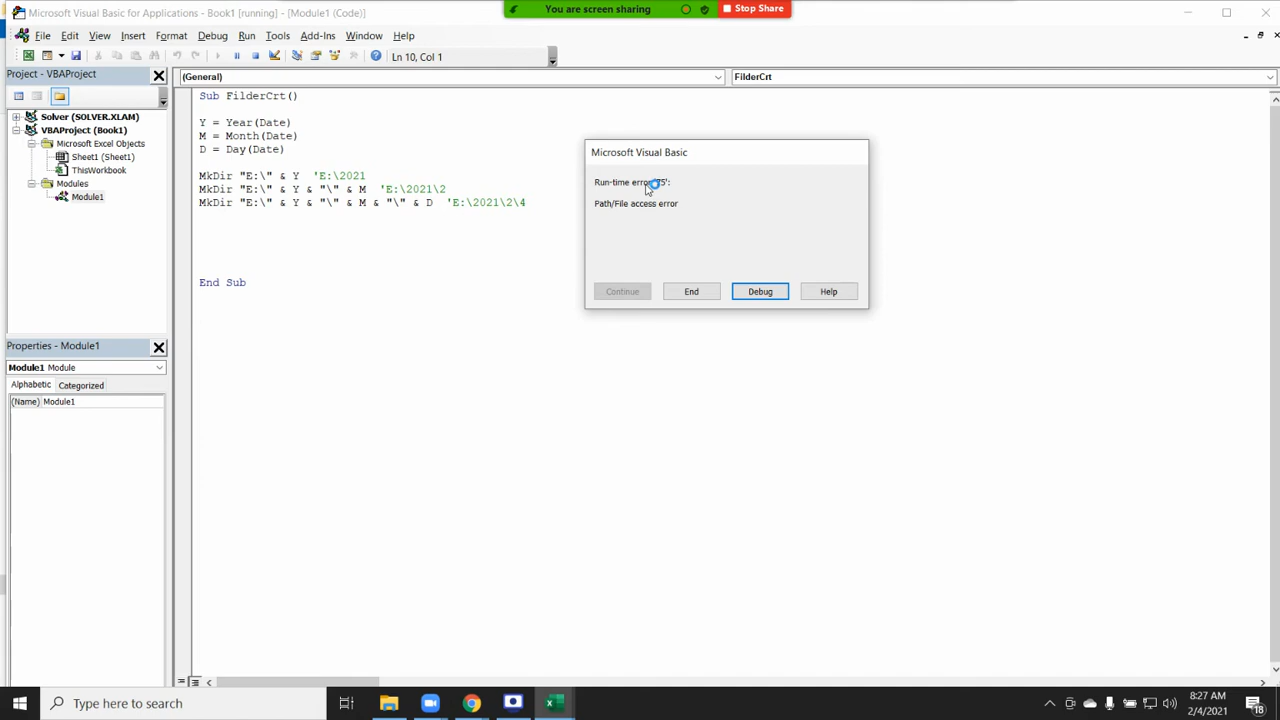 Microsoft Visual Basic for Applications - Book1 [running] - [Module1 (Code)]
You are screen sharing
Stop Share
File Edit View Insert Format Debug Run Tools Add-Ins Window Help
Ln 10, Col 1
Project - VBAProject
(General)
FilderCrt
Solver (SOLVER.XLAM)
VBAProject (Book1)
Microsoft Excel Objects
Sheet1 (Sheet1)
ThisWorkbook
Modules
Module1
Sub FilderCrt()
Y = Year(Date)
M = Month(Date)
D = Day(Date)
MkDir "E:\" & Y 'E:\2021
MkDir "E:\" & Y & "\" & M 'E:\2021\2
MkDir "E:\" & Y & "\" & M & "\" & D 'E:\2021\2\4
End Sub
Microsoft Visual Basic
Run-time error '75':
Path/File access error
Continue
End
Debug
Help
Properties - Module1
Module1 Module
Alphabetic Categorized
(Name) Module1
Type here to search
8:27 AM
2/4/2021
18